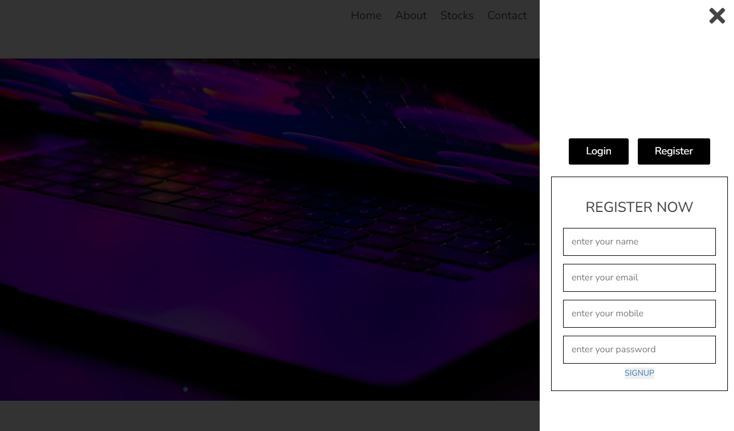 Home About Stocks Contact
Login Register
REGISTER NOW
enter your name
enter your email
enter your mobile
enter your password
SIGNUP